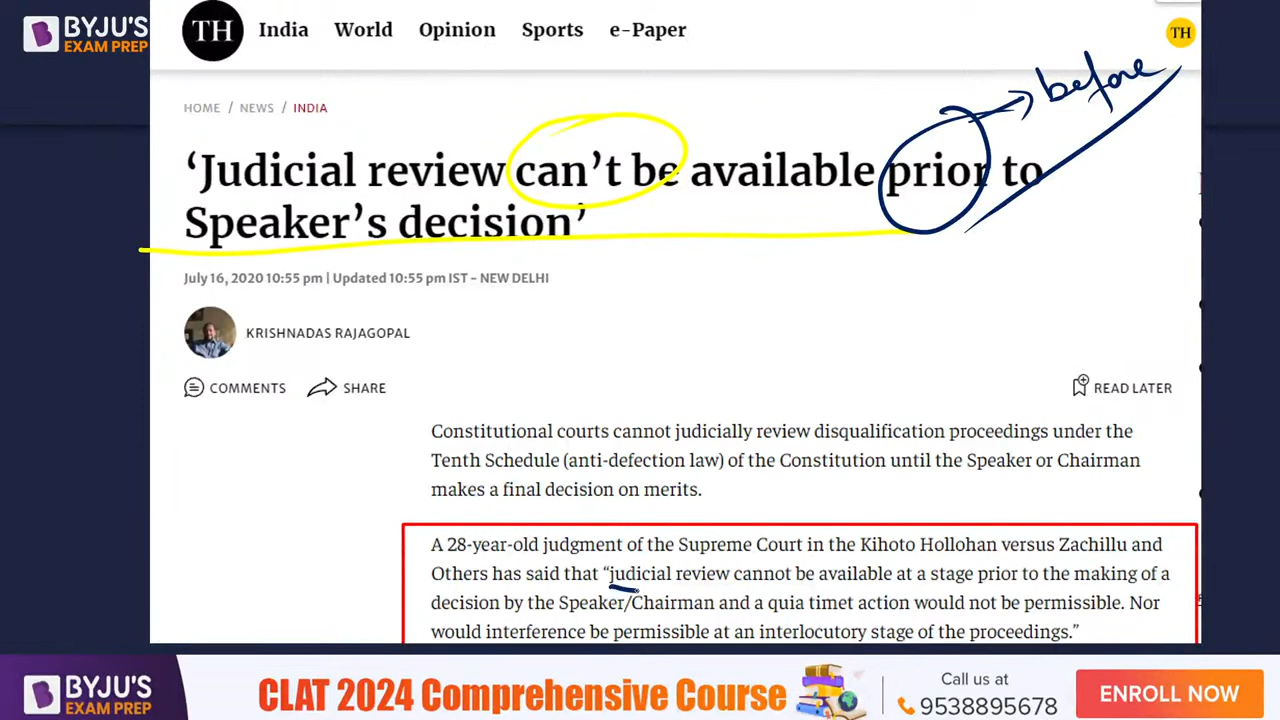 BYJU'S
EXAM PREP
TH
India
World
Opinion
Sports
e-Paper
TH
before
HOME / NEWS / INDIA
‘Judicial review can’t be available prior to
Speaker’s decision’
July 16, 2020 10:55 pm | Updated 10:55 pm IST - NEW DELHI
KRISHNADAS RAJAGOPAL
COMMENTS
SHARE
READ LATER
Constitutional courts cannot judicially review disqualification proceedings under the
Tenth Schedule (anti-defection law) of the Constitution until the Speaker or Chairman
makes a final decision on merits.
A 28-year-old judgment of the Supreme Court in the Kihoto Hollohan versus Zachillu and
Others has said that “judicial review cannot be available at a stage prior to the making of a
decision by the Speaker/Chairman and a quia timet action would not be permissible. Nor
would interference be permissible at an interlocutory stage of the proceedings.”
BYJU'S
EXAM PREP
CLAT 2024 Comprehensive Course
Call us at
9538895678
ENROLL NOW